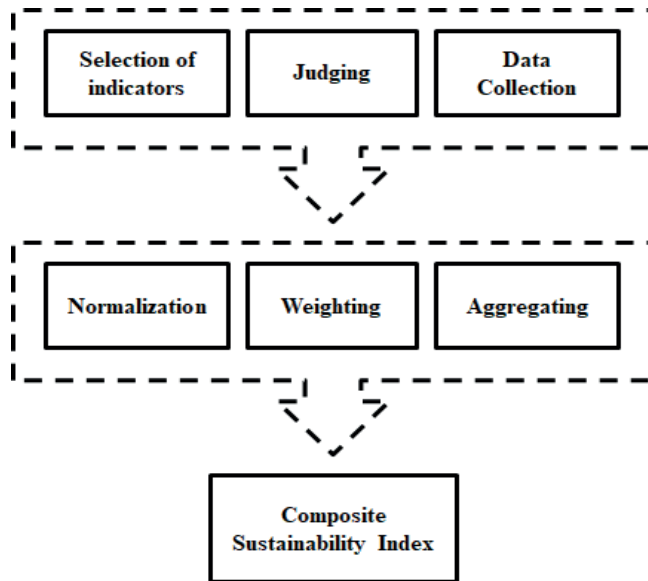 Selection of
indicators
Judging
Data
Collection
Normalization
Weighting
Aggregating
Composite
Sustainability Index